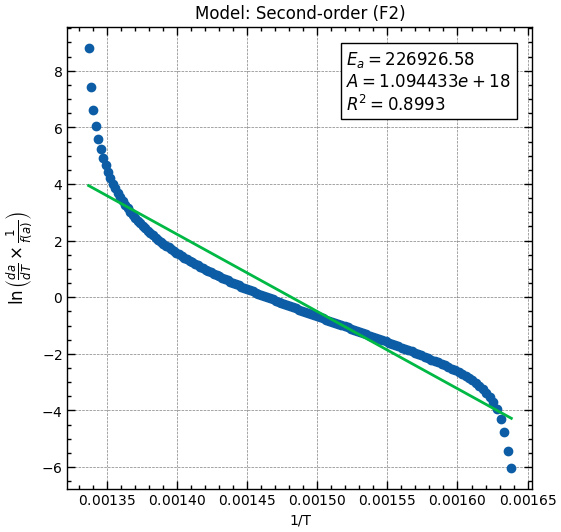 Model: Second-order (F2)
E_a = 226926.58
A = 1.094433e + 18
R² = 0.8993
ln (da/dT × 1/f(a))
8
6
4
2
0
−2
−4
−6
0.00135 0.00140 0.00145 0.00150 0.00155 0.00160 0.00165
1/T